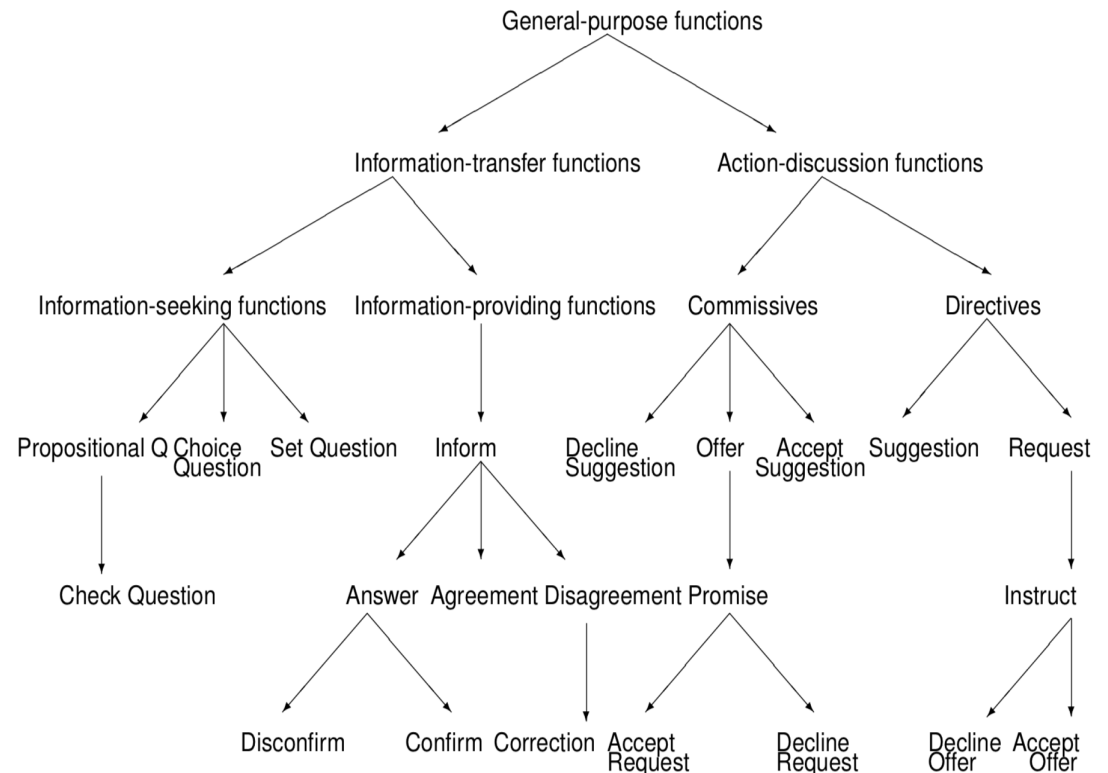 General-purpose functions
Information-transfer functions
Action-discussion functions
Information-seeking functions
Information-providing functions
Commissives
Directives
Propositional Q
Choice
Question
Set Question
Inform
Decline
Suggestion
Offer
Accept
Suggestion
Suggestion
Request
Check Question
Answer
Agreement
Disagreement
Promise
Instruct
Disconfirm
Confirm
Correction
Accept
Request
Decline
Request
Decline
Offer
Accept
Offer